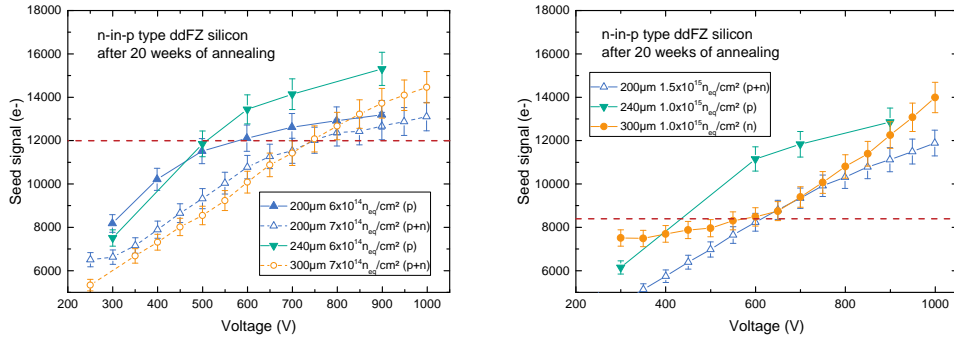 n-in-p type ddFZ silicon
after 20 weeks of annealing
Seed signal (e-)
18000
16000
14000
12000
10000
8000
6000
200μm 6x10¹⁴n_eq/cm² (p)
200μm 7x10¹⁴n_eq/cm² (p+n)
240μm 6x10¹⁴n_eq/cm² (p)
300μm 7x10¹⁴n_eq/cm² (p+n)
200 300 400 500 600 700 800 900 1000
Voltage (V)
n-in-p type ddFZ silicon
after 20 weeks of annealing
Seed signal (e-)
18000
16000
14000
12000
10000
8000
6000
200μm 1.5x10¹⁵n_eq/cm² (p+n)
240μm 1.0x10¹⁵n_eq/cm² (p)
300μm 1.0x10¹⁵n_eq/cm² (n)
200 400 600 800 1000
Voltage (V)